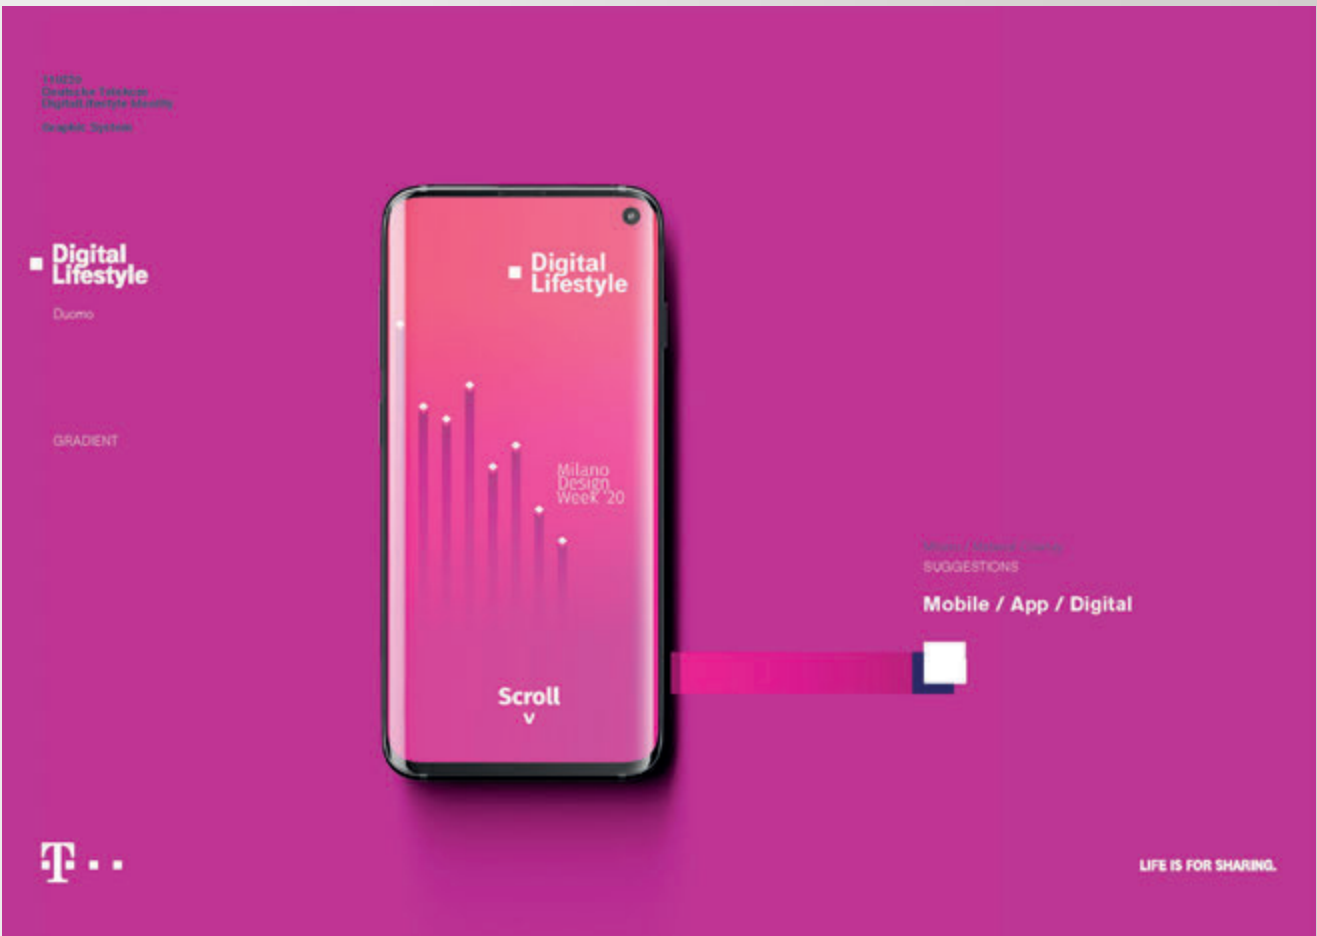 Digital
Lifestyle
Duomo
GRADIENT
Digital
Lifestyle
Milano
Design
Week '20
Scroll
v
SUGGESTIONS
Mobile / App / Digital
T
LIFE IS FOR SHARING.